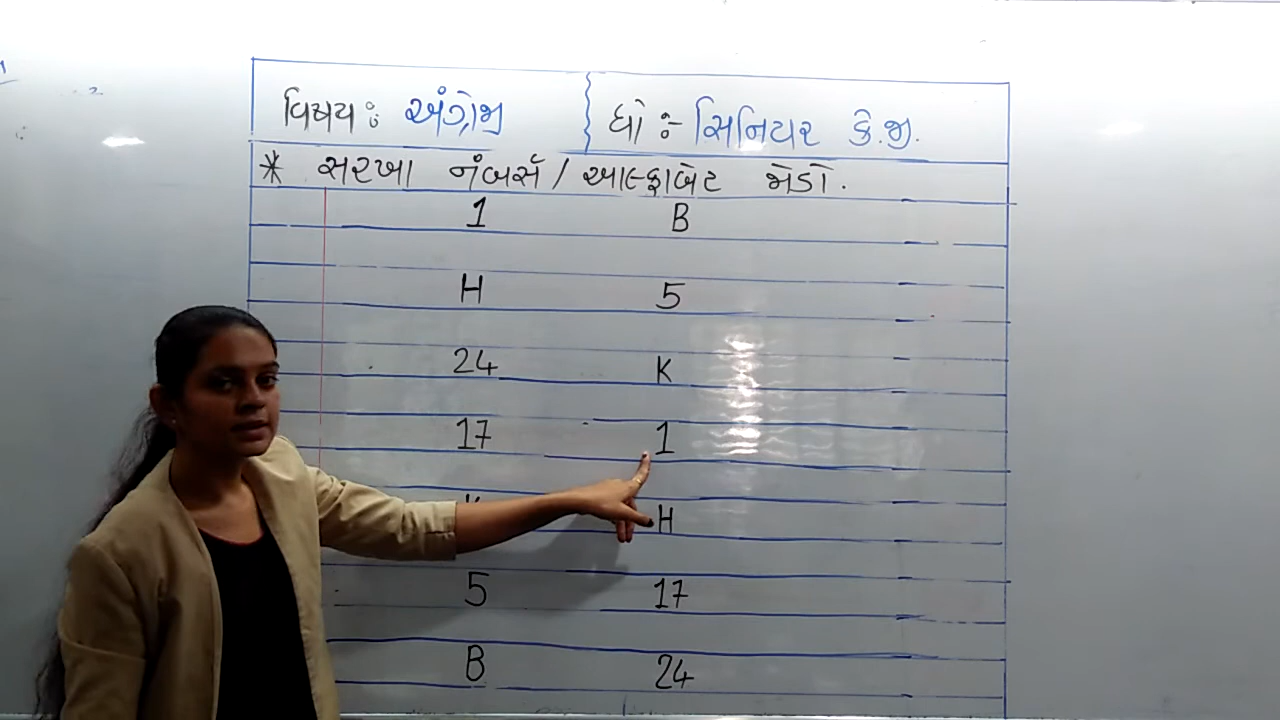 વિષય : અંગ્રેજી ધો :- સિનિયર કે.જી.
* સરખા નંબર્સ / આલ્ફાબેટ જોડો.
1 B
H 5
24 K
17 1
H
5 17
B 24